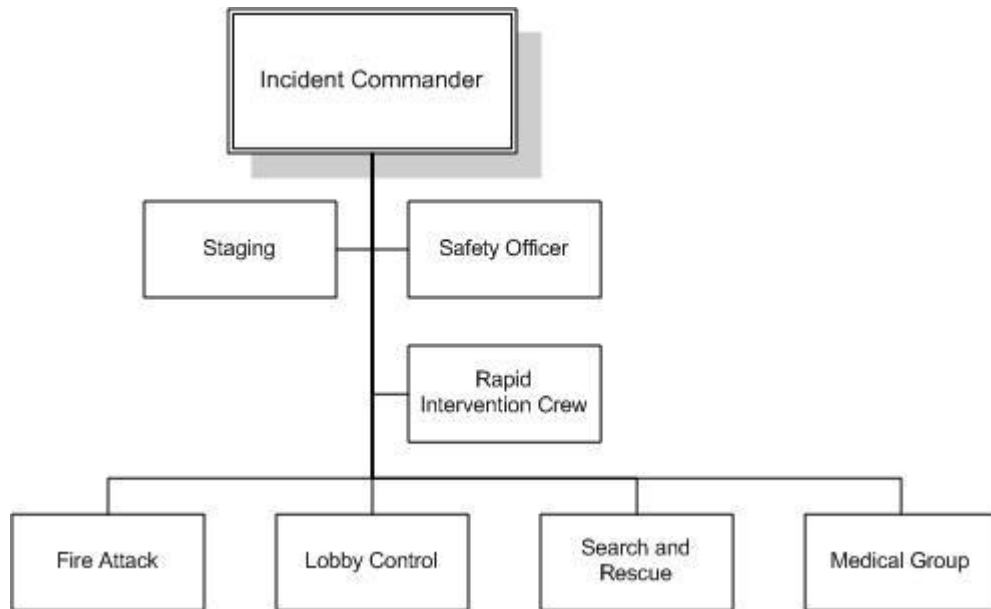 Incident Commander
Staging
Safety Officer
Rapid
Intervention Crew
Fire Attack
Lobby Control
Search and
Rescue
Medical Group